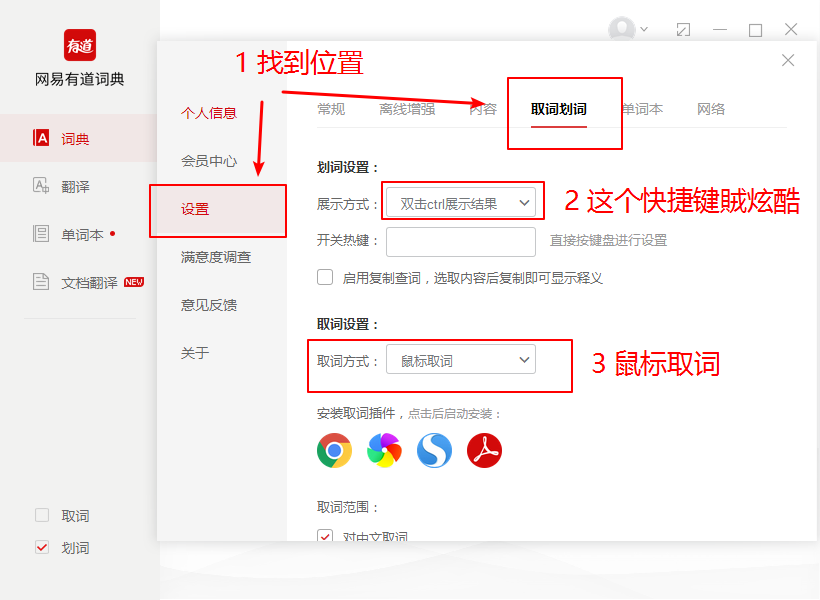 有道
网易有道词典
词典
翻译
单词本
文档翻译 NEW
取词
划词
1 找到位置
个人信息
会员中心
设置
满意度调查
意见反馈
关于
常规 离线增强 内容 取词划词 单词本 网络
划词设置：
展示方式： 双击ctrl展示结果
2 这个快捷键贼炫酷
开关热键： 直接按键盘进行设置
启用复制查词，选取内容后复制即可显示释义
取词设置：
取词方式： 鼠标取词
3 鼠标取词
安装取词插件，点击后启动安装：
取词范围：
对中文取词